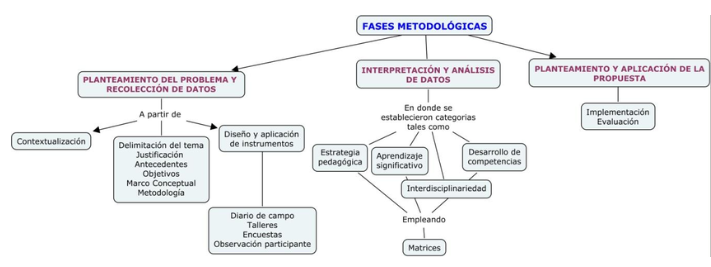 FASES METODOLÓGICAS
PLANTEAMIENTO DEL PROBLEMA Y
RECOLECCIÓN DE DATOS
A partir de
Contextualización
Delimitación del tema
Justificación
Antecedentes
Objetivos
Marco Conceptual
Metodología
Diseño y aplicación
de instrumentos
Diario de campo
Talleres
Encuestas
Observación participante
INTERPRETACIÓN Y ANÁLISIS
DE DATOS
En donde se
establecieron categorias
tales como
Estrategia
pedagógica
Aprendizaje
significativo
Interdisciplinariedad
Desarrollo de
competencias
Empleando
Matrices
PLANTEAMIENTO Y APLICACIÓN DE LA
PROPUESTA
Implementación
Evaluación